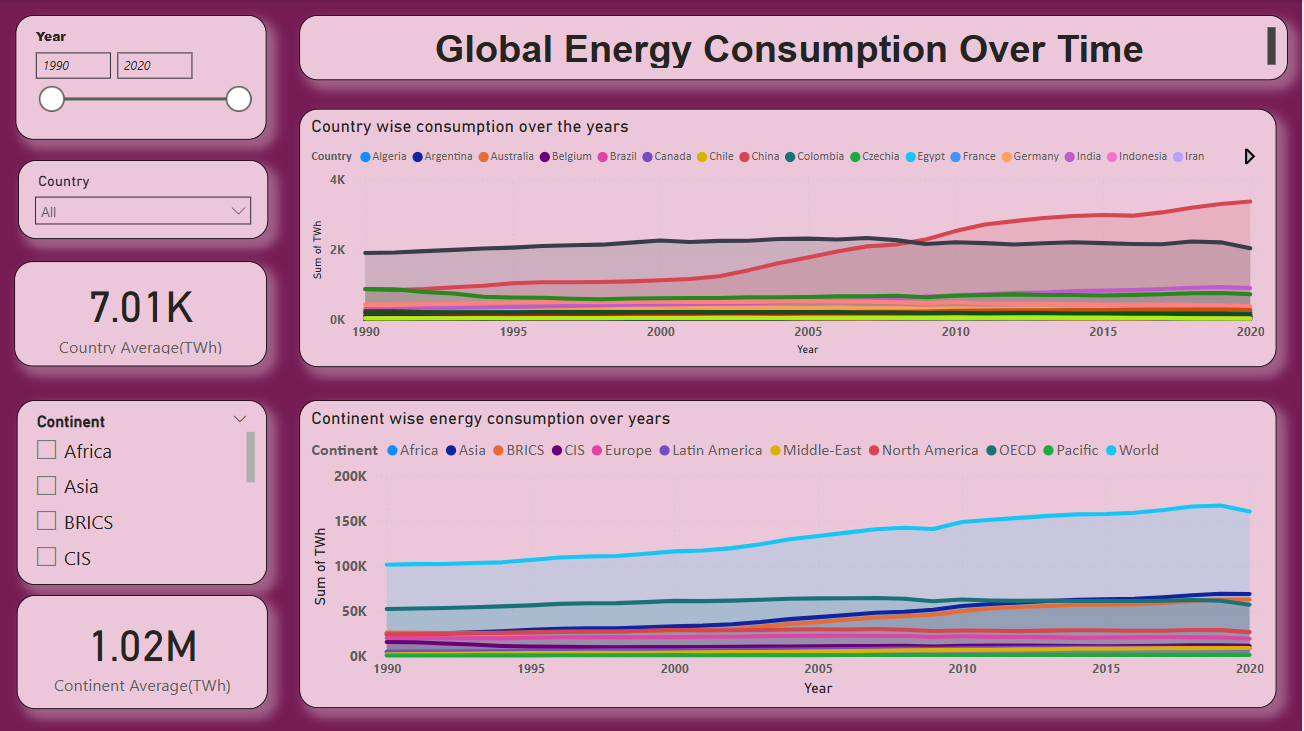 Year
1990 2020
Country
All
7.01K
Country Average(TWh)
Continent
Africa
Asia
BRICS
CIS
1.02M
Continent Average(TWh)
Global Energy Consumption Over Time
Country wise consumption over the years
Country Algeria Argentina Australia Belgium Brazil Canada Chile China Colombia Czechia Egypt France Germany India Indonesia Iran
Sum of TWh
4K
2K
0K
1990 1995 2000 2005 2010 2015 2020
Year
Continent wise energy consumption over years
Continent Africa Asia BRICS CIS Europe Latin America Middle-East North America OECD Pacific World
Sum of TWh
200K
150K
100K
50K
0K
1990 1995 2000 2005 2010 2015 2020
Year